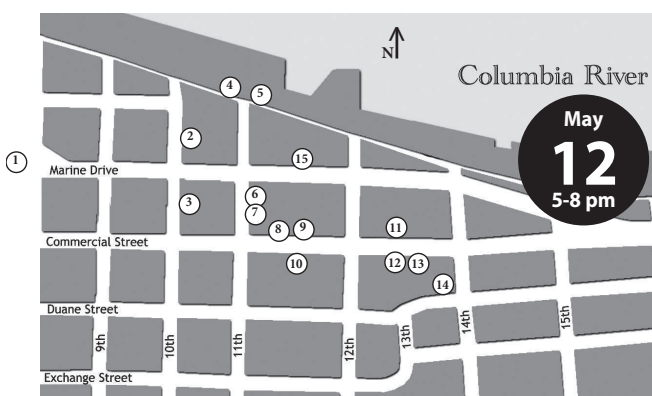 N
Columbia River
May
12
5-8 pm
4
5
2
1
15
Marine Drive
3
6
7
8
9
11
Commercial Street
10
12
13
14
Duane Street
9th
10th
11th
12th
13th
14th
15th
Exchange Street